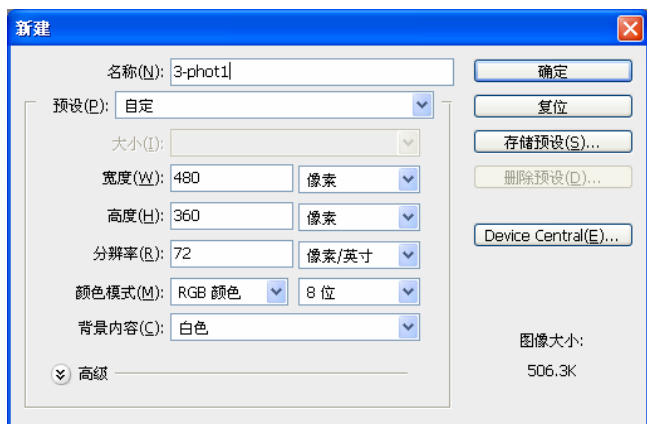 新建
名称(N): 3-phot1
确定
预设(P): 自定
复位
大小(I):
存储预设(S)...
宽度(W): 480 像素
删除预设(D)...
高度(H): 360 像素
Device Central(E)...
分辨率(R): 72 像素/英寸
颜色模式(M): RGB 颜色 8 位
背景内容(C): 白色
图像大小:
506.3K
高级